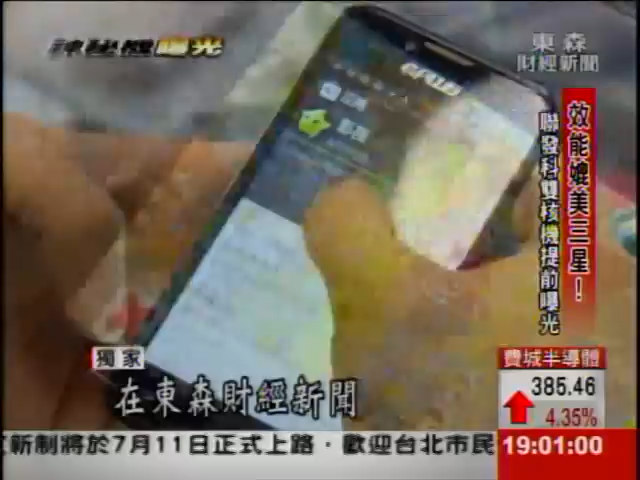 神秘機曝光
東森
財經新聞
效能媲美三星！
聯發科雙核機提前曝光
獨家
在東森財經新聞
費城半導體
385.46
4.35%
新制將於7月11日正式上路‧歡迎台北市民
19:01:00